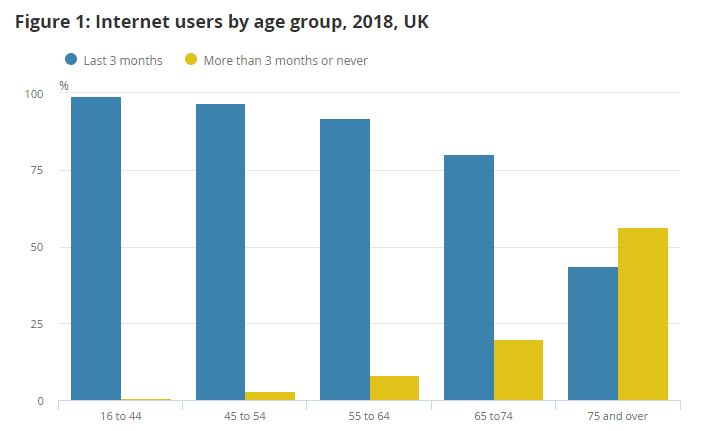 Figure 1: Internet users by age group, 2018, UK
Last 3 months More than 3 months or never
%
100
75
50
25
0
16 to 44 45 to 54 55 to 64 65 to74 75 and over